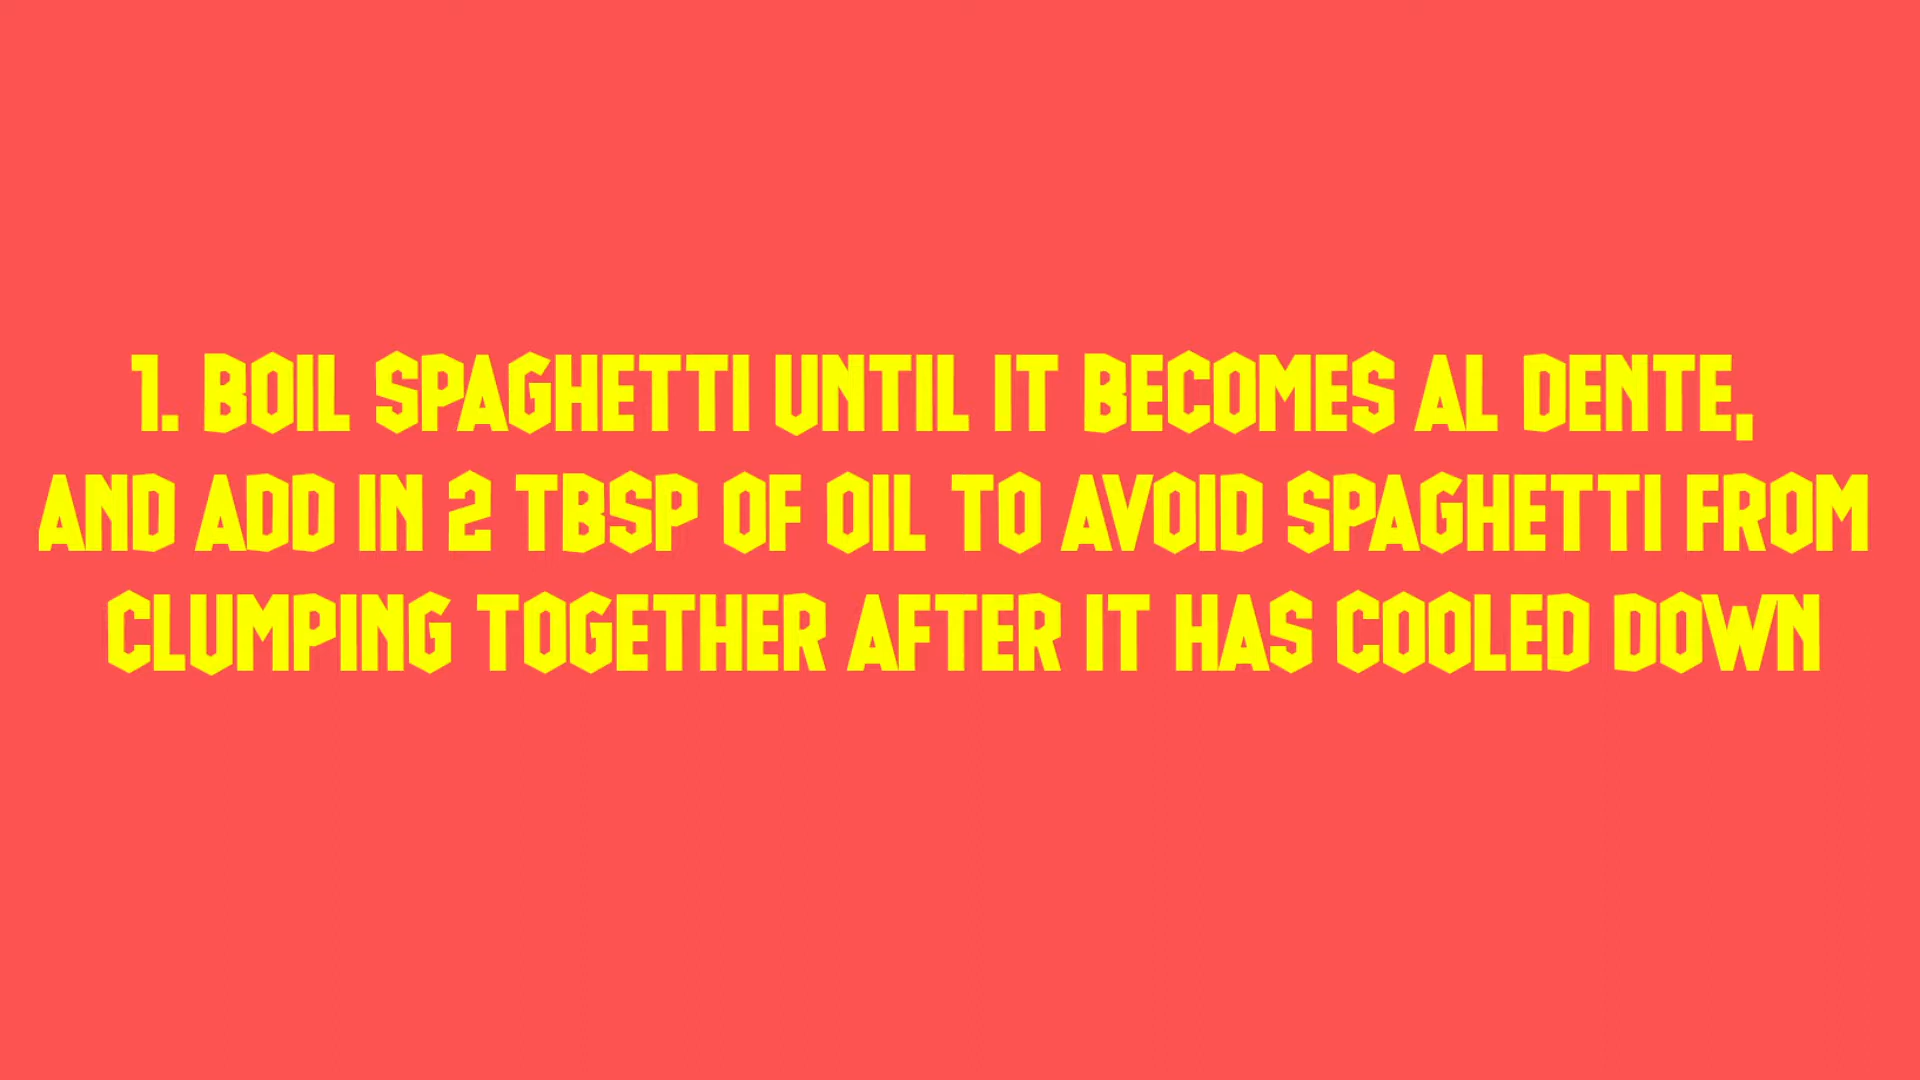 1. BOIL SPAGHETTI UNTIL IT BECOMES AL DENTE,
AND ADD IN 2 TBSP OF OIL TO AVOID SPAGHETTI FROM
CLUMPING TOGETHER AFTER IT HAS COOLED DOWN